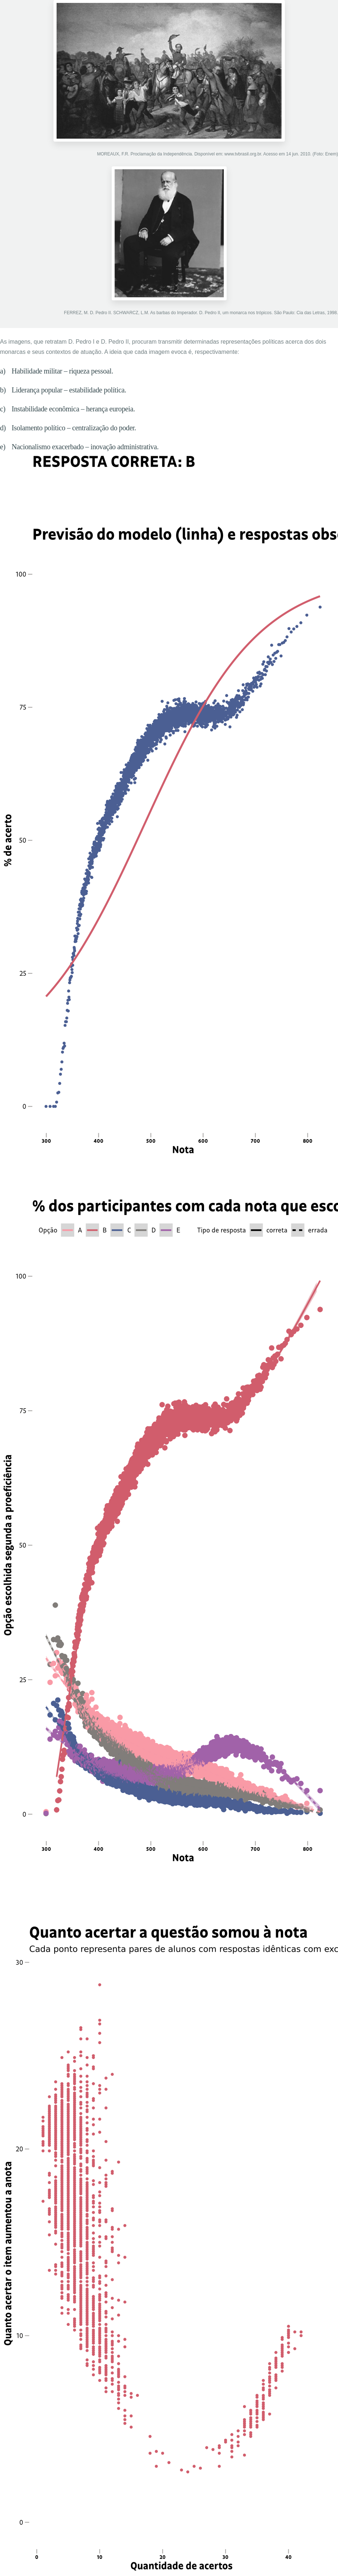 MOREAUX, F.R. Proclamação da Independência. Disponível em: www.tvbrasil.org.br. Acesso em 14 jun. 2010. (Foto: Enem)
FERREZ, M. D. Pedro II. SCHWARCZ, L.M. As barbas do Imperador. D. Pedro II, um monarca nos trópicos. São Paulo: Cia das Letras, 1998.
As imagens, que retratam D. Pedro I e D. Pedro II, procuram transmitir determinadas representações políticas acerca dos dois
monarcas e seus contextos de atuação. A ideia que cada imagem evoca é, respectivamente:
a) Habilidade militar – riqueza pessoal.
b) Liderança popular – estabilidade política.
c) Instabilidade econômica – herança europeia.
d) Isolamento político – centralização do poder.
e) Nacionalismo exacerbado – inovação administrativa.
RESPOSTA CORRETA: B
Previsão do modelo (linha) e respostas obs
100
75
50
25
0
% de acerto
300 400 500 600 700 800
Nota
% dos participantes com cada nota que esco
Opção A B C D E Tipo de resposta correta errada
100
75
50
25
0
Opção escolhida segunda a proeficiência
300 400 500 600 700 800
Nota
Quanto acertar a questão somou à nota
Cada ponto representa pares de alunos com respostas idênticas com exc
30
20
10
0
Quanto acertar o item aumentou a anota
0 10 20 30 40
Quantidade de acertos